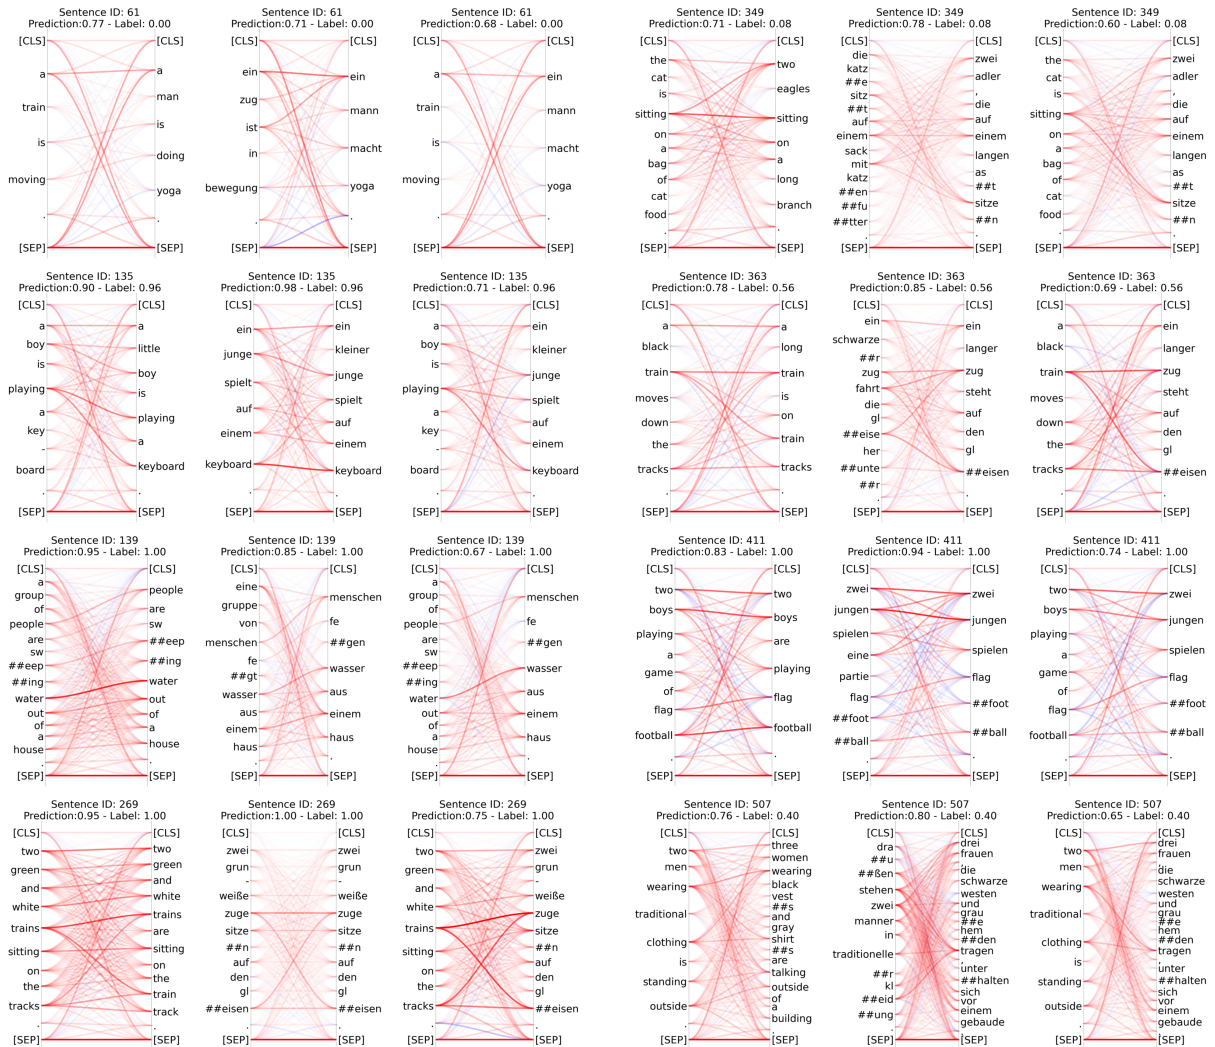 Sentence ID: 61
Prediction:0.77 - Label: 0.00
[CLS]
a
train
is
moving
.
[SEP]
[CLS]
a
man
is
doing
yoga
.
[SEP]
Sentence ID: 61
Prediction:0.71 - Label: 0.00
[CLS]
ein
zug
ist
in
bewegung
.
[SEP]
[CLS]
ein
mann
macht
yoga
.
[SEP]
Sentence ID: 61
Prediction:0.68 - Label: 0.00
[CLS]
a
train
is
moving
.
[SEP]
[CLS]
ein
mann
macht
yoga
.
[SEP]
Sentence ID: 349
Prediction:0.71 - Label: 0.08
[CLS]
the
cat
is
sitting
on
a
bag
of
cat
food
.
[SEP]
[CLS]
two
eagles
sitting
on
a
long
branch
.
[SEP]
Sentence ID: 349
Prediction:0.78 - Label: 0.08
[CLS]
die
katz
##e
sitz
##t
auf
einem
sack
mit
katz
##en
##fu
##tter
.
[SEP]
[CLS]
zwei
adler
,
die
auf
einem
langen
as
##t
sitze
##n
.
[SEP]
Sentence ID: 349
Prediction:0.60 - Label: 0.08
[CLS]
the
cat
is
sitting
on
a
bag
of
cat
food
.
[SEP]
[CLS]
zwei
adler
,
die
auf
einem
langen
as
##t
sitze
##n
.
[SEP]
Sentence ID: 135
Prediction:0.90 - Label: 0.96
[CLS]
a
boy
is
playing
a
key
-
board
.
[SEP]
[CLS]
a
little
boy
is
playing
a
keyboard
.
[SEP]
Sentence ID: 135
Prediction:0.98 - Label: 0.96
[CLS]
ein
junge
spielt
auf
einem
keyboard
.
[SEP]
[CLS]
ein
kleiner
junge
spielt
auf
einem
keyboard
.
[SEP]
Sentence ID: 135
Prediction:0.71 - Label: 0.96
[CLS]
a
boy
is
playing
a
key
-
board
.
[SEP]
[CLS]
ein
kleiner
junge
spielt
auf
einem
keyboard
.
[SEP]
Sentence ID: 363
Prediction:0.78 - Label: 0.56
[CLS]
a
black
train
moves
down
the
tracks
.
[SEP]
[CLS]
a
long
train
is
on
train
tracks
.
[SEP]
Sentence ID: 363
Prediction:0.85 - Label: 0.56
[CLS]
ein
schwarze
##r
zug
fahrt
die
gl
##eise
her
##unte
##r
.
[SEP]
[CLS]
ein
langer
zug
steht
auf
den
gl
##eisen
.
[SEP]
Sentence ID: 363
Prediction:0.69 - Label: 0.56
[CLS]
a
black
train
moves
down
the
tracks
.
[SEP]
[CLS]
ein
langer
zug
steht
auf
den
gl
##eisen
.
[SEP]
Sentence ID: 139
Prediction:0.95 - Label: 1.00
[CLS]
a
group
of
people
are
sw
##eep
##ing
water
out
of
a
house
.
[SEP]
[CLS]
people
are
sw
##eep
##ing
water
out
of
a
house
.
[SEP]
Sentence ID: 139
Prediction:0.85 - Label: 1.00
[CLS]
eine
gruppe
von
menschen
fe
##gt
wasser
aus
einem
haus
.
[SEP]
[CLS]
menschen
fe
##gen
wasser
aus
einem
haus
.
[SEP]
Sentence ID: 139
Prediction:0.67 - Label: 1.00
[CLS]
a
group
of
people
are
sw
##eep
##ing
water
out
of
a
house
.
[SEP]
[CLS]
menschen
fe
##gen
wasser
aus
einem
haus
.
[SEP]
Sentence ID: 411
Prediction:0.83 - Label: 1.00
[CLS]
two
boys
playing
a
game
of
flag
football
.
[SEP]
[CLS]
two
boys
are
playing
flag
football
.
[SEP]
Sentence ID: 411
Prediction:0.94 - Label: 1.00
[CLS]
zwei
jungen
spielen
eine
partie
flag
##foot
##ball
.
[SEP]
[CLS]
zwei
jungen
spielen
flag
##foot
##ball
.
[SEP]
Sentence ID: 411
Prediction:0.74 - Label: 1.00
[CLS]
two
boys
playing
a
game
of
flag
football
.
[SEP]
[CLS]
zwei
jungen
spielen
flag
##foot
##ball
.
[SEP]
Sentence ID: 269
Prediction:0.95 - Label: 1.00
[CLS]
two
green
and
white
trains
sitting
on
the
tracks
.
[SEP]
[CLS]
two
green
and
white
trains
are
sitting
on
the
train
track
.
[SEP]
Sentence ID: 269
Prediction:1.00 - Label: 1.00
[CLS]
zwei
grun
-
weiße
zuge
sitze
##n
auf
den
gl
##eisen
.
[SEP]
[CLS]
zwei
grun
-
weiße
zuge
sitze
##n
auf
den
gl
##eisen
.
[SEP]
Sentence ID: 269
Prediction:0.75 - Label: 1.00
[CLS]
two
green
and
white
trains
sitting
on
the
tracks
.
[SEP]
[CLS]
zwei
grun
-
weiße
zuge
sitze
##n
auf
den
gl
##eisen
.
[SEP]
Sentence ID: 507
Prediction:0.76 - Label: 0.40
[CLS]
two
men
wearing
traditional
clothing
is
standing
outside
.
[SEP]
[CLS]
three
women
wearing
black
vest
##s
and
gray
shirt
##s
are
talking
outside
of
a
building
.
[SEP]
Sentence ID: 507
Prediction:0.80 - Label: 0.40
[CLS]
dra
##u
##ßen
stehen
zwei
manner
in
traditionelle
##r
kl
##eid
##ung
.
[SEP]
[CLS]
drei
frauen
,
die
schwarze
westen
und
grau
##e
hem
##den
tragen
,
unter
##halten
sich
vor
einem
gebaude
.
[SEP]
Sentence ID: 507
Prediction:0.65 - Label: 0.40
[CLS]
two
men
wearing
traditional
clothing
is
standing
outside
.
[SEP]
[CLS]
drei
frauen
,
die
schwarze
westen
und
grau
##e
hem
##den
tragen
,
unter
##halten
sich
vor
einem
gebaude
.
[SEP]